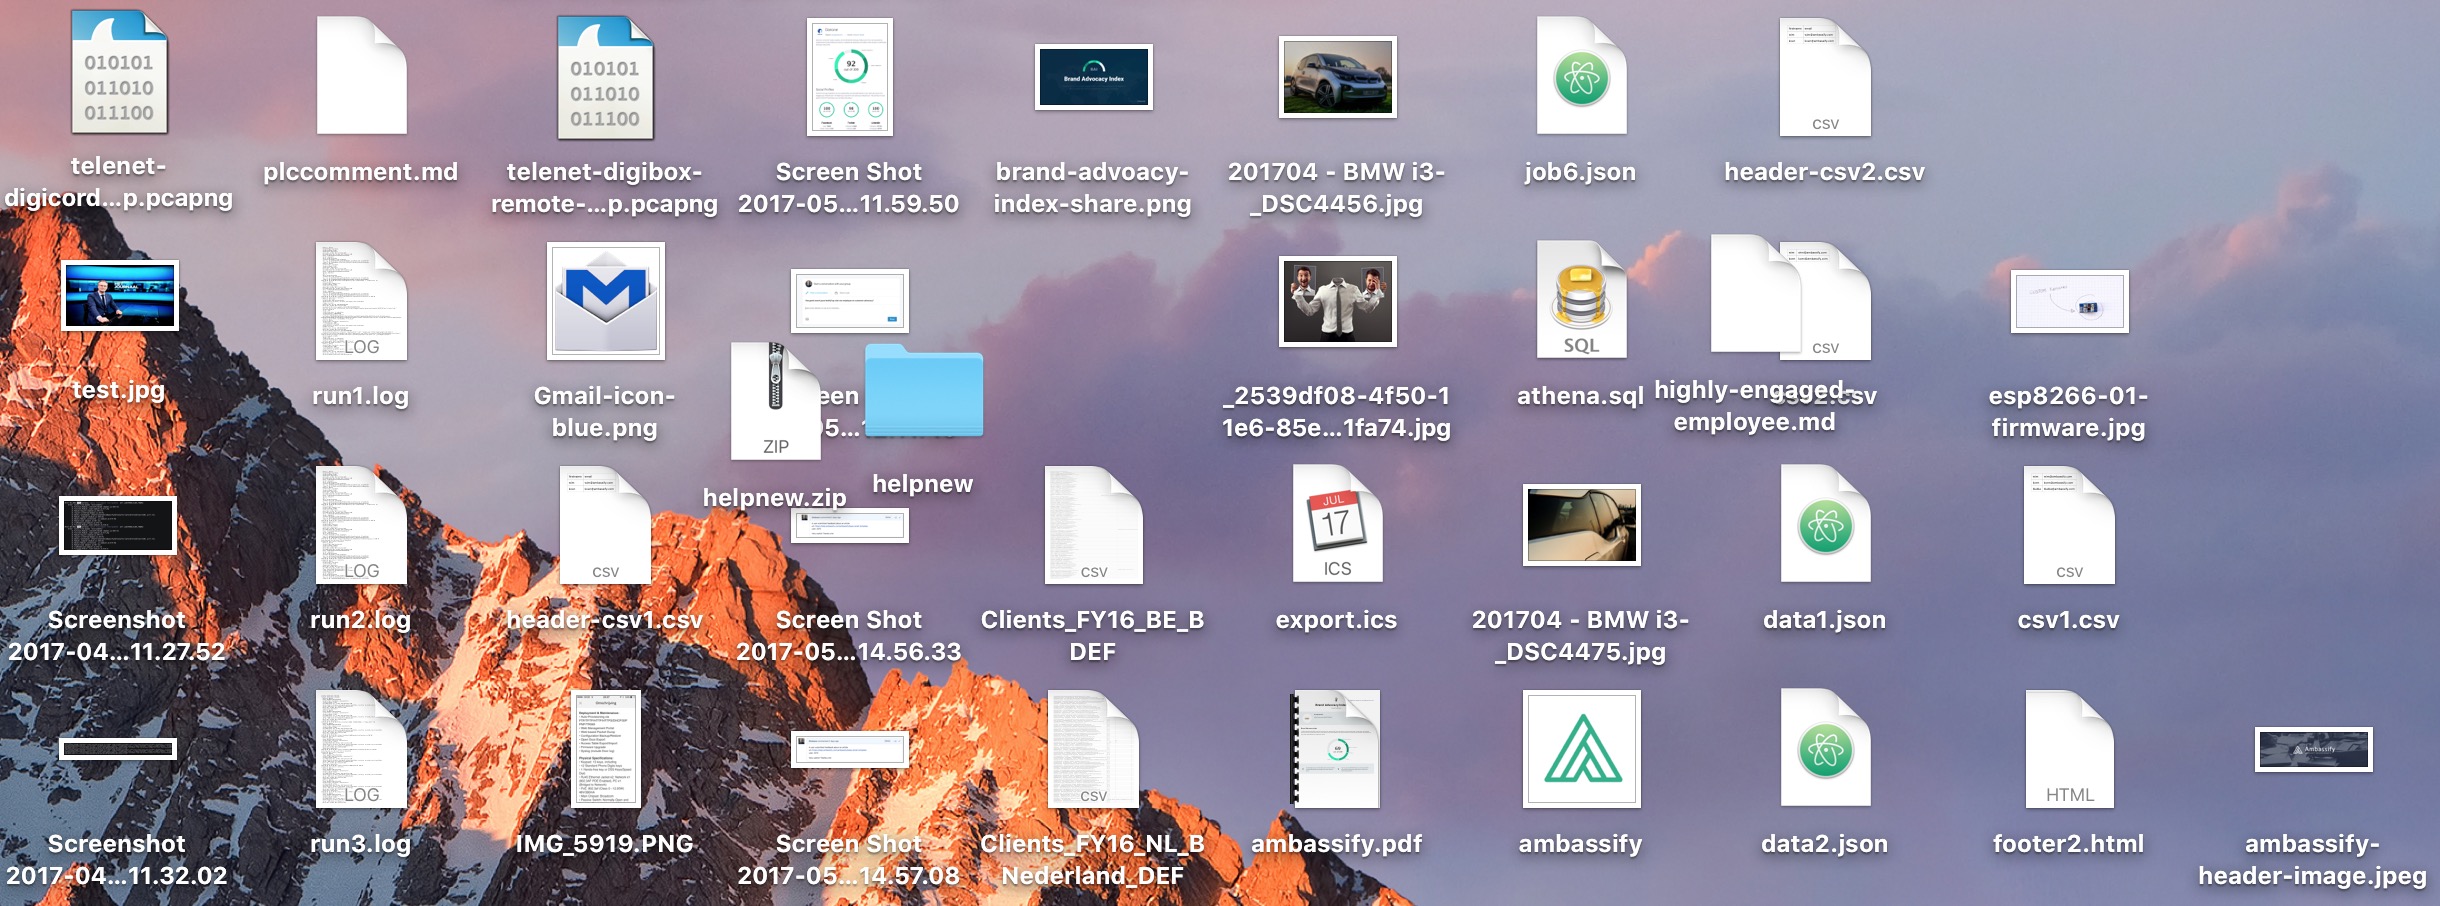 010101
011010
011100
telenet-
digicord...p.pcapng
plccomment.md
010101
011010
011100
telenet-digibox-
remote-...p.pcapng
92
Screen Shot
2017-05...11.59.50
Brand Advocacy Index
brand-advoacy-
index-share.png
201704 - BMW i3-
_DSC4456.jpg
job6.json
csv
header-csv2.csv
test.jpg
LOG
run1.log
Gmail-icon-
blue.png
ZIP
helpnew.zip
helpnew
_2539df08-4f50-1
1e6-85e...1fa74.jpg
SQL
athena.sql
highly-engaged-
employee.md
csv
esp8266-01-
firmware.jpg
Screenshot
2017-04...11.27.52
LOG
run2.log
csv
header-csv1.csv
Screen Shot
2017-05...14.56.33
csv
Clients_FY16_BE_B
DEF
JUL
17
ICS
export.ics
201704 - BMW i3-
_DSC4475.jpg
data1.json
csv
csv1.csv
Screenshot
2017-04...11.32.02
LOG
run3.log
IMG_5919.PNG
Screen Shot
2017-05...14.57.08
csv
Clients_FY16_NL_B
Nederland_DEF
ambassify.pdf
ambassify
data2.json
HTML
footer2.html
Ambassify
ambassify-
header-image.jpeg